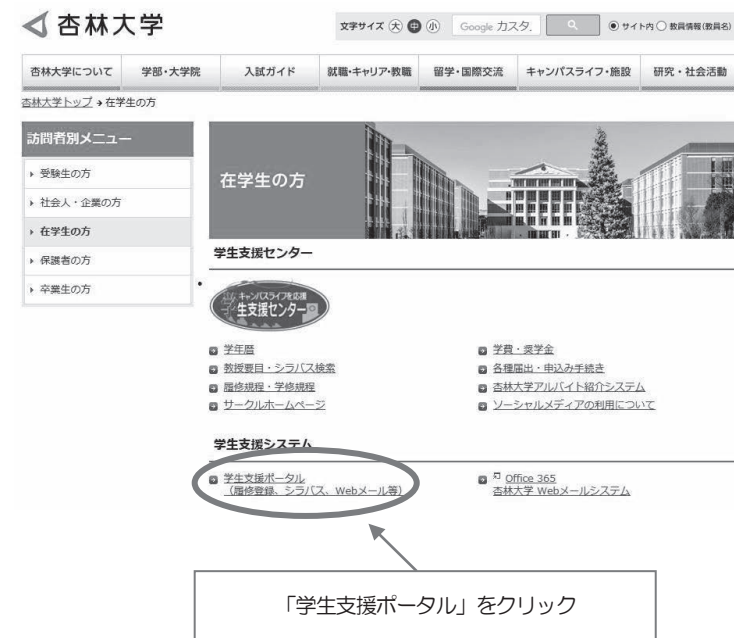 杏林大学
文字サイズ 大 中 小 Google カスタ. サイト内 教員情報(教員名)
杏林大学について 学部・大学院 入試ガイド 就職・キャリア・教職 留学・国際交流 キャンパスライフ・施設 研究・社会活動
杏林大学トップ → 在学生の方
訪問者別メニュー
受験生の方
社会人・企業の方
在学生の方
保護者の方
卒業生の方
在学生の方
学生支援センター
キャンパスライフを応援
生支援センター
学年暦
教授要目・シラバス検索
履修規程・学修規程
サークルホームページ
学費・奨学金
各種届出・申込み手続き
杏林大学アルバイト紹介システム
ソーシャルメディアの利用について
学生支援システム
学生支援ポータル
（履修登録、シラバス、Webメール等）
Office 365
杏林大学 Webメールシステム
「学生支援ポータル」をクリック